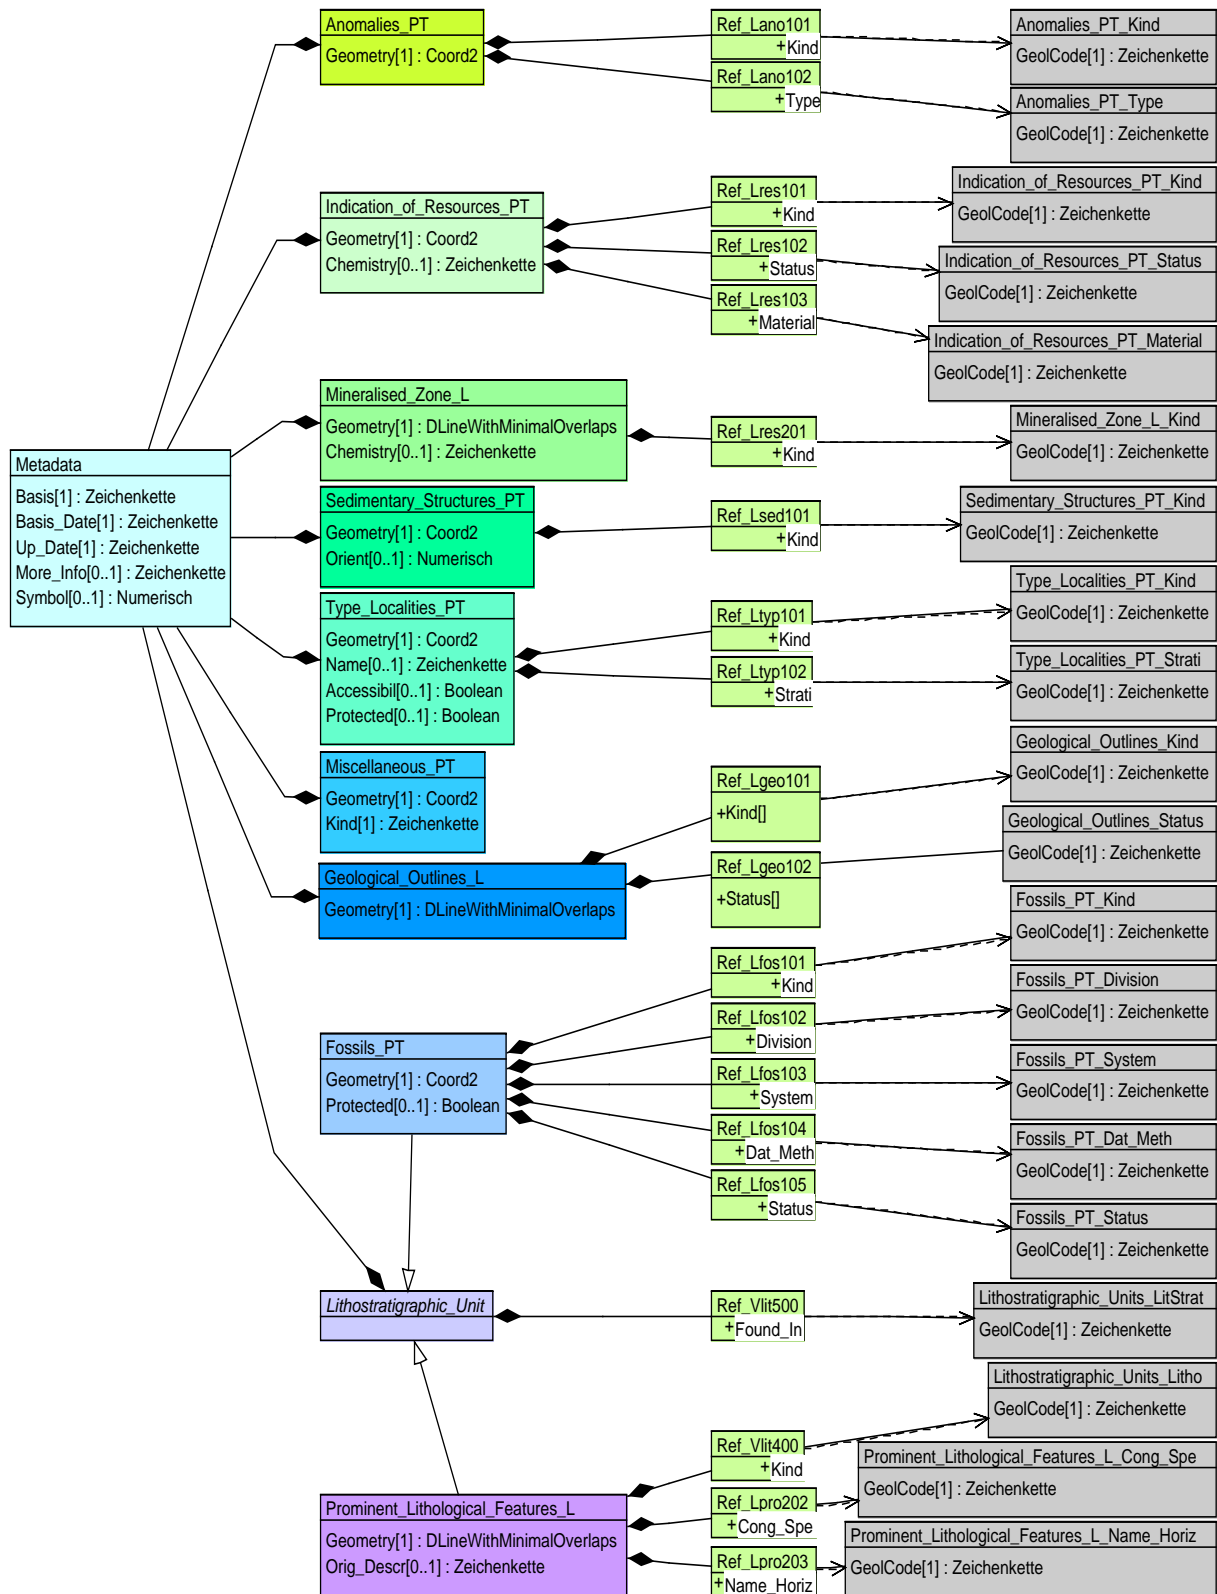 Metadata
Basis[1] : Zeichenkette
Basis_Date[1] : Zeichenkette
Up_Date[1] : Zeichenkette
More_Info[0..1] : Zeichenkette
Symbol[0..1] : Numerisch
Anomalies_PT
Geometry[1] : Coord2
Ref_Lano101
+Kind
Anomalies_PT_Kind
GeolCode[1] : Zeichenkette
Ref_Lano102
+Type
Anomalies_PT_Type
GeolCode[1] : Zeichenkette
Indication_of_Resources_PT
Geometry[1] : Coord2
Chemistry[0..1] : Zeichenkette
Ref_Lres101
+Kind
Indication_of_Resources_PT_Kind
GeolCode[1] : Zeichenkette
Ref_Lres102
+Status
Indication_of_Resources_PT_Status
GeolCode[1] : Zeichenkette
Ref_Lres103
+Material
Indication_of_Resources_PT_Material
GeolCode[1] : Zeichenkette
Mineralised_Zone_L
Geometry[1] : DLineWithMinimalOverlaps
Chemistry[0..1] : Zeichenkette
Ref_Lres201
+Kind
Mineralised_Zone_L_Kind
GeolCode[1] : Zeichenkette
Sedimentary_Structures_PT
Geometry[1] : Coord2
Orient[0..1] : Numerisch
Ref_Lsed101
+Kind
Sedimentary_Structures_PT_Kind
GeolCode[1] : Zeichenkette
Type_Localities_PT
Geometry[1] : Coord2
Name[0..1] : Zeichenkette
Accessibil[0..1] : Boolean
Protected[0..1] : Boolean
Ref_Ltyp101
+Kind
Type_Localities_PT_Kind
GeolCode[1] : Zeichenkette
Ref_Ltyp102
+Strati
Type_Localities_PT_Strati
GeolCode[1] : Zeichenkette
Miscellaneous_PT
Geometry[1] : Coord2
Kind[1] : Zeichenkette
Geological_Outlines_L
Geometry[1] : DLineWithMinimalOverlaps
Ref_Lgeo101
+Kind[]
Geological_Outlines_Kind
GeolCode[1] : Zeichenkette
Ref_Lgeo102
+Status[]
Geological_Outlines_Status
GeolCode[1] : Zeichenkette
Fossils_PT
Geometry[1] : Coord2
Protected[0..1] : Boolean
Ref_Lfos101
+Kind
Fossils_PT_Kind
GeolCode[1] : Zeichenkette
Ref_Lfos102
+Division
Fossils_PT_Division
GeolCode[1] : Zeichenkette
Ref_Lfos103
+System
Fossils_PT_System
GeolCode[1] : Zeichenkette
Ref_Lfos104
+Dat_Meth
Fossils_PT_Dat_Meth
GeolCode[1] : Zeichenkette
Ref_Lfos105
+Status
Fossils_PT_Status
GeolCode[1] : Zeichenkette
Lithostratigraphic_Unit
Ref_Vlit500
+Found_In
Lithostratigraphic_Units_LitStrat
GeolCode[1] : Zeichenkette
Prominent_Lithological_Features_L
Geometry[1] : DLineWithMinimalOverlaps
Orig_Descr[0..1] : Zeichenkette
Ref_Vlit400
+Kind
Lithostratigraphic_Units_Litho
GeolCode[1] : Zeichenkette
Ref_Lpro202
+Cong_Spe
Prominent_Lithological_Features_L_Cong_Spe
GeolCode[1] : Zeichenkette
Ref_Lpro203
+Name_Horiz
Prominent_Lithological_Features_L_Name_Horiz
GeolCode[1] : Zeichenkette